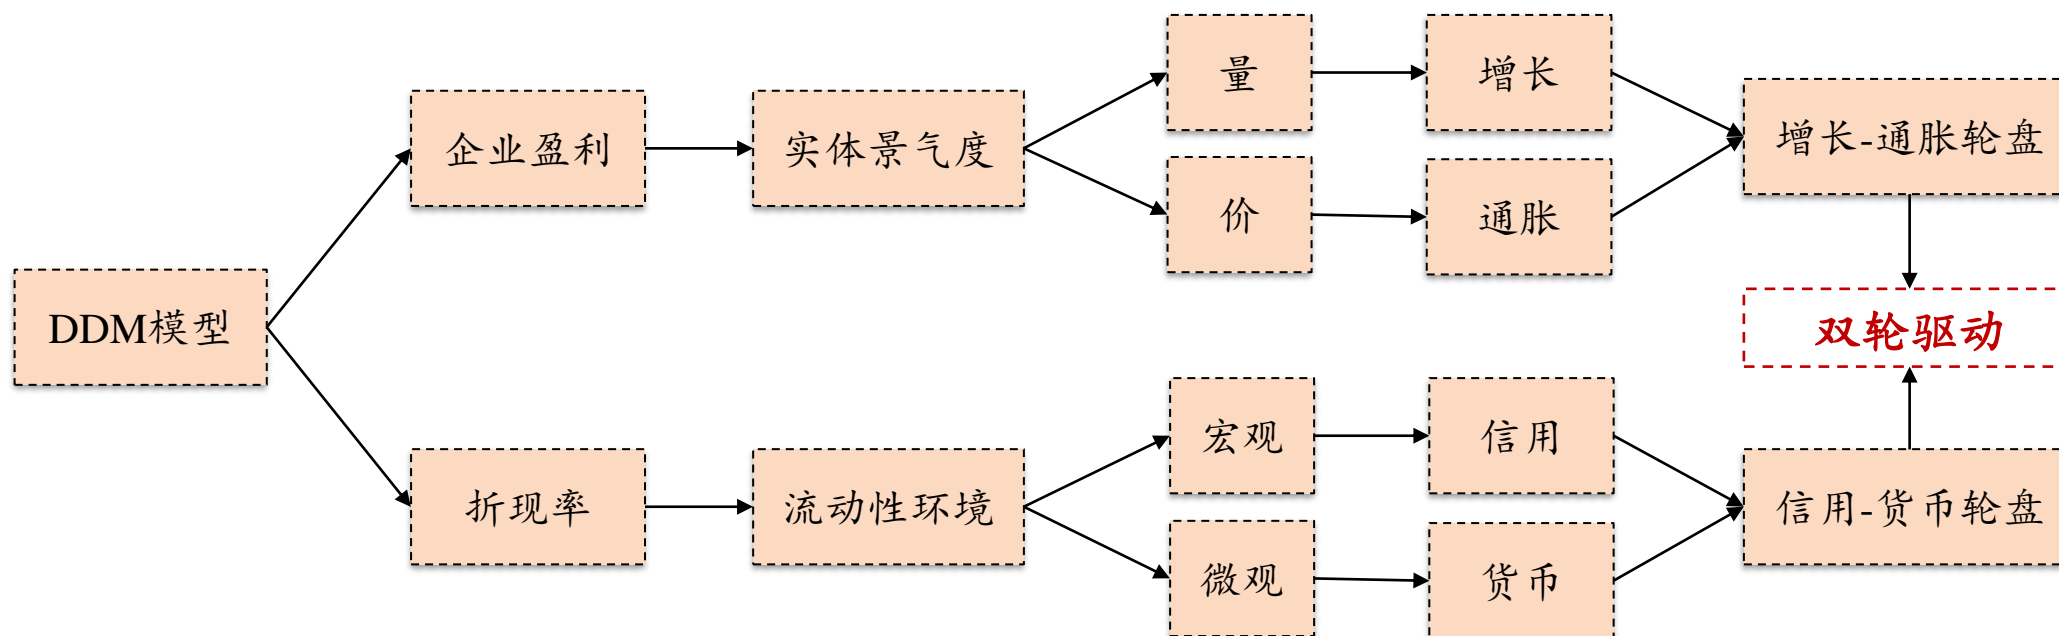 量
增长
企业盈利
实体景气度
增长-通胀轮盘
价
通胀
DDM模型
双轮驱动
宏观
信用
折现率
流动性环境
信用-货币轮盘
微观
货币